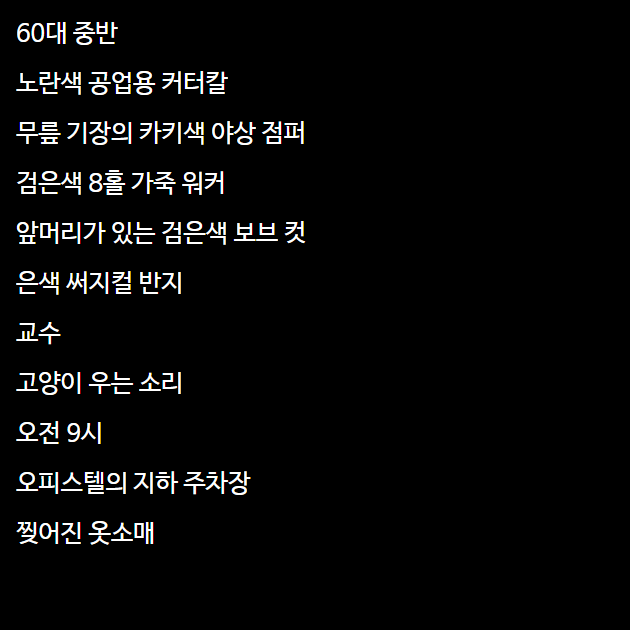 60대 중반
노란색 공업용 커터칼
무릎 기장의 카키색 야상 점퍼
검은색 8홀 가죽 워커
앞머리가 있는 검은색 보브 컷
은색 써지컬 반지
교수
고양이 우는 소리
오전 9시
오피스텔의 지하 주차장
찢어진 옷소매